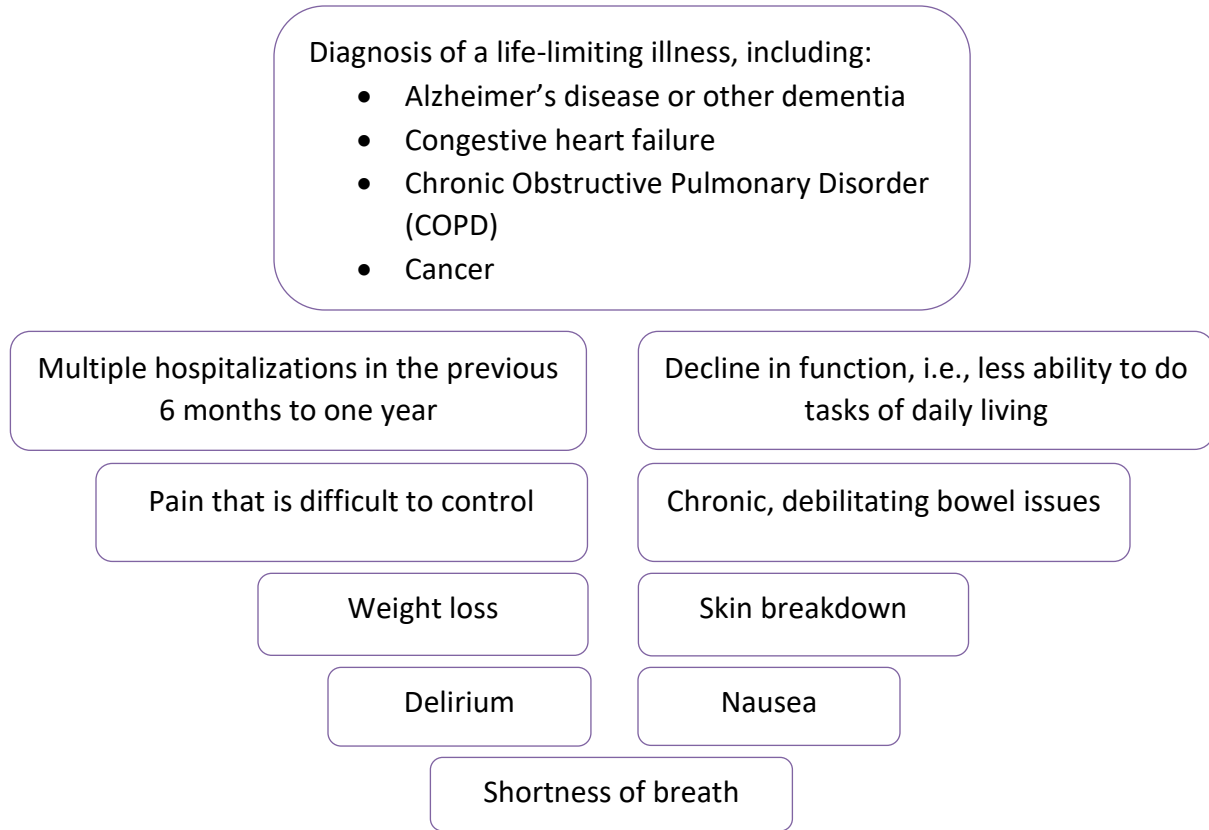 Diagnosis of a life-limiting illness, including:
• Alzheimer’s disease or other dementia
• Congestive heart failure
• Chronic Obstructive Pulmonary Disorder
(COPD)
• Cancer
Multiple hospitalizations in the previous
6 months to one year
Decline in function, i.e., less ability to do
tasks of daily living
Pain that is difficult to control
Chronic, debilitating bowel issues
Weight loss
Skin breakdown
Delirium
Nausea
Shortness of breath